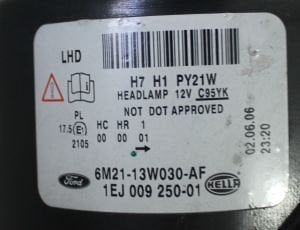 LHD
H7 H1 PY21W
HEADLAMP 12V C95YK
NOT DOT APPROVED
PL
HC HR 1
17.5 E1
00 00 01
2105
02.06.06
23:20
6M21-13W030-AF
1EJ 009 250-01
Ford
HELLA